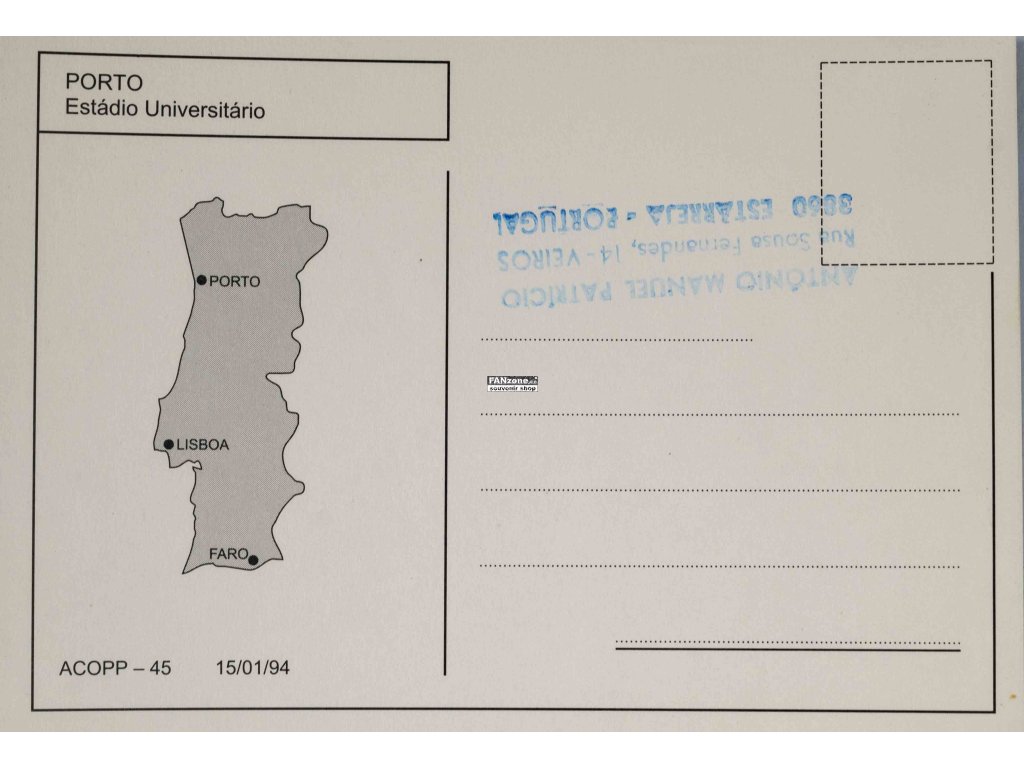 PORTO
Estádio Universitário
PORTO
LISBOA
FARO
ACOPP – 45 15/01/94
ANTÓNIO MANUEL PATRÍCIO
Rua Sousa Fernandes, 14 - VEIROS
3860 ESTARREJA - PORTUGAL
FANzone.cz
souvenir shop